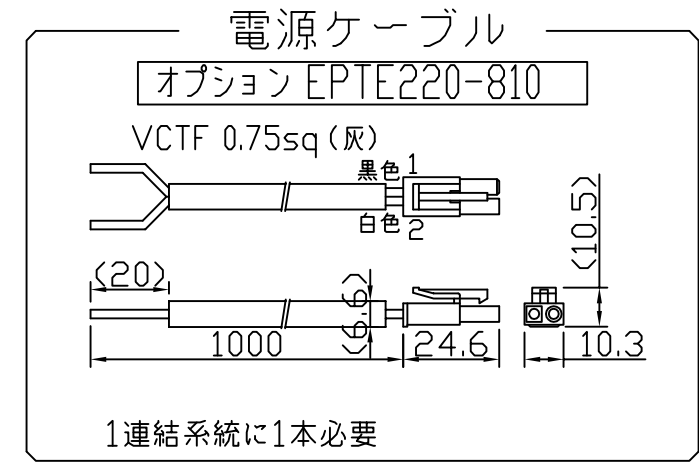 電源ケーブル
オプション EPTE220-810
VCTF 0.75sq (灰)
黒色 1
白色 2
(10.5)
(20)
(6.6)
1000
24.6
10.3
1連結系統に1本必要